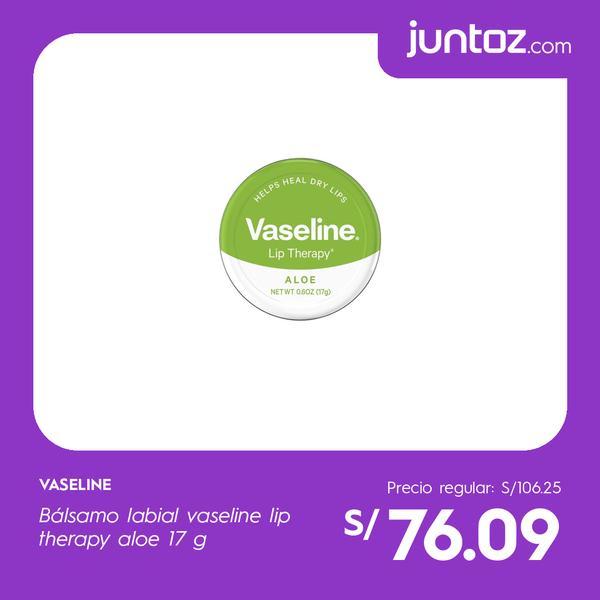 juntoz.com
HELPS HEAL DRY LIPS
Vaseline®
Lip Therapy®
ALOE
NET WT 0.6OZ (17g)
VASELINE
Bálsamo labial vaseline lip
therapy aloe 17 g
Precio regular: S/106.25
S/76.09